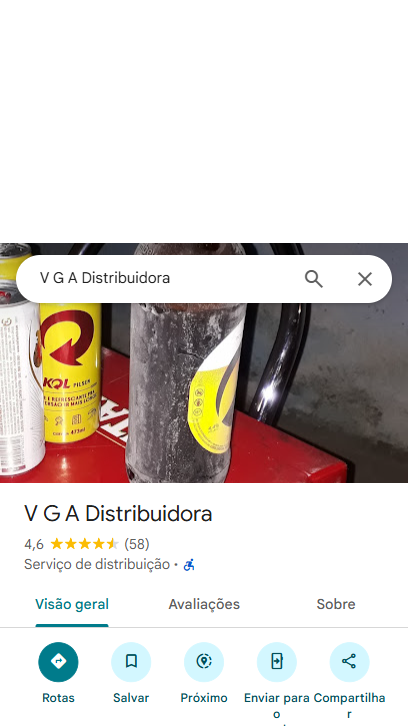 V G A Distribuidora
KOL PILSEN
473ml
V G A Distribuidora
4,6 (58)
Serviço de distribuição ·
Visão geral Avaliações Sobre
Rotas Salvar Próximo Enviar para o Compartilhar